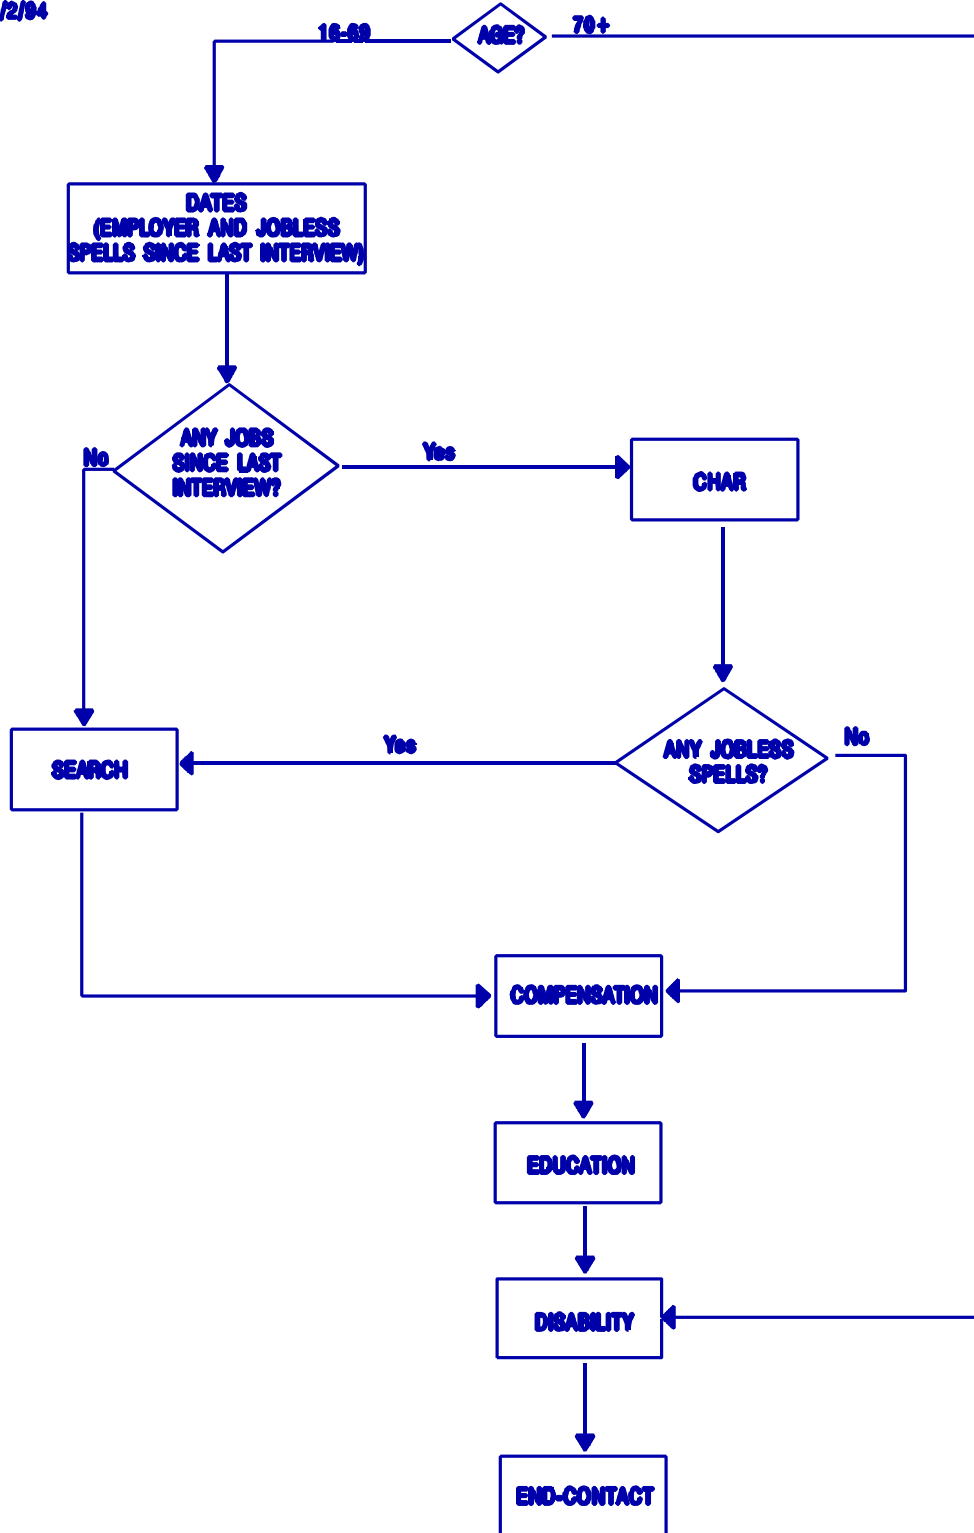 /2/94
16-69
AGE?
70+
DATES
(EMPLOYER AND JOBLESS
SPELLS SINCE LAST INTERVIEW)
ANY JOBS
SINCE LAST
INTERVIEW?
No
Yes
CHAR
SEARCH
Yes
ANY JOBLESS
SPELLS?
No
COMPENSATION
EDUCATION
DISABILITY
END-CONTACT